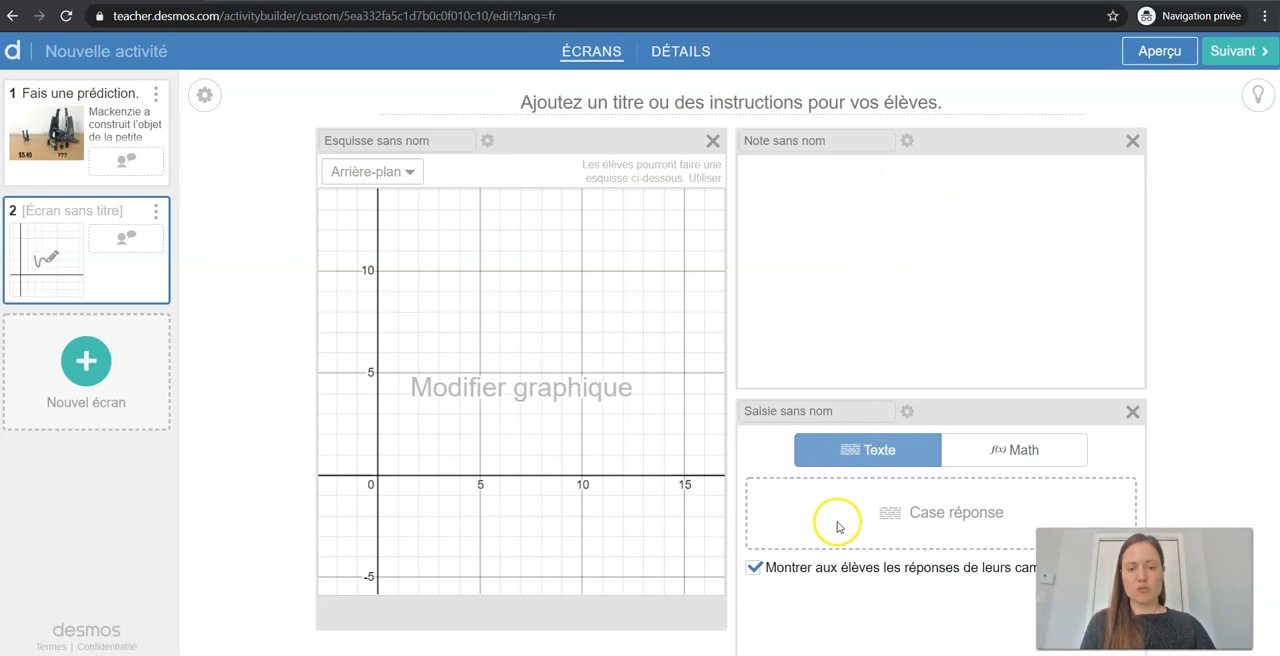 teacher.desmos.com/activitybuilder/custom/5ea332fa5c1d7b0c0f010c10/edit?lang=fr
Navigation privée
d
Nouvelle activité
ÉCRANS
DÉTAILS
Aperçu
Suivant
1 Fais une prédiction.
Mackenzie a
construit l'objet
de la petite
$5.49
???
2 [Écran sans titre]
Nouvel écran
desmos
Termes | Confidentialité
Ajoutez un titre ou des instructions pour vos élèves.
Esquisse sans nom
Arrière-plan
Les élèves pourront faire une
esquisse ci-dessous Utiliser
10
5
Modifier graphique
0
5
10
15
-5
Note sans nom
Saisie sans nom
Texte
f(x) Math
Case réponse
Montrer aux élèves les réponses de leurs cam